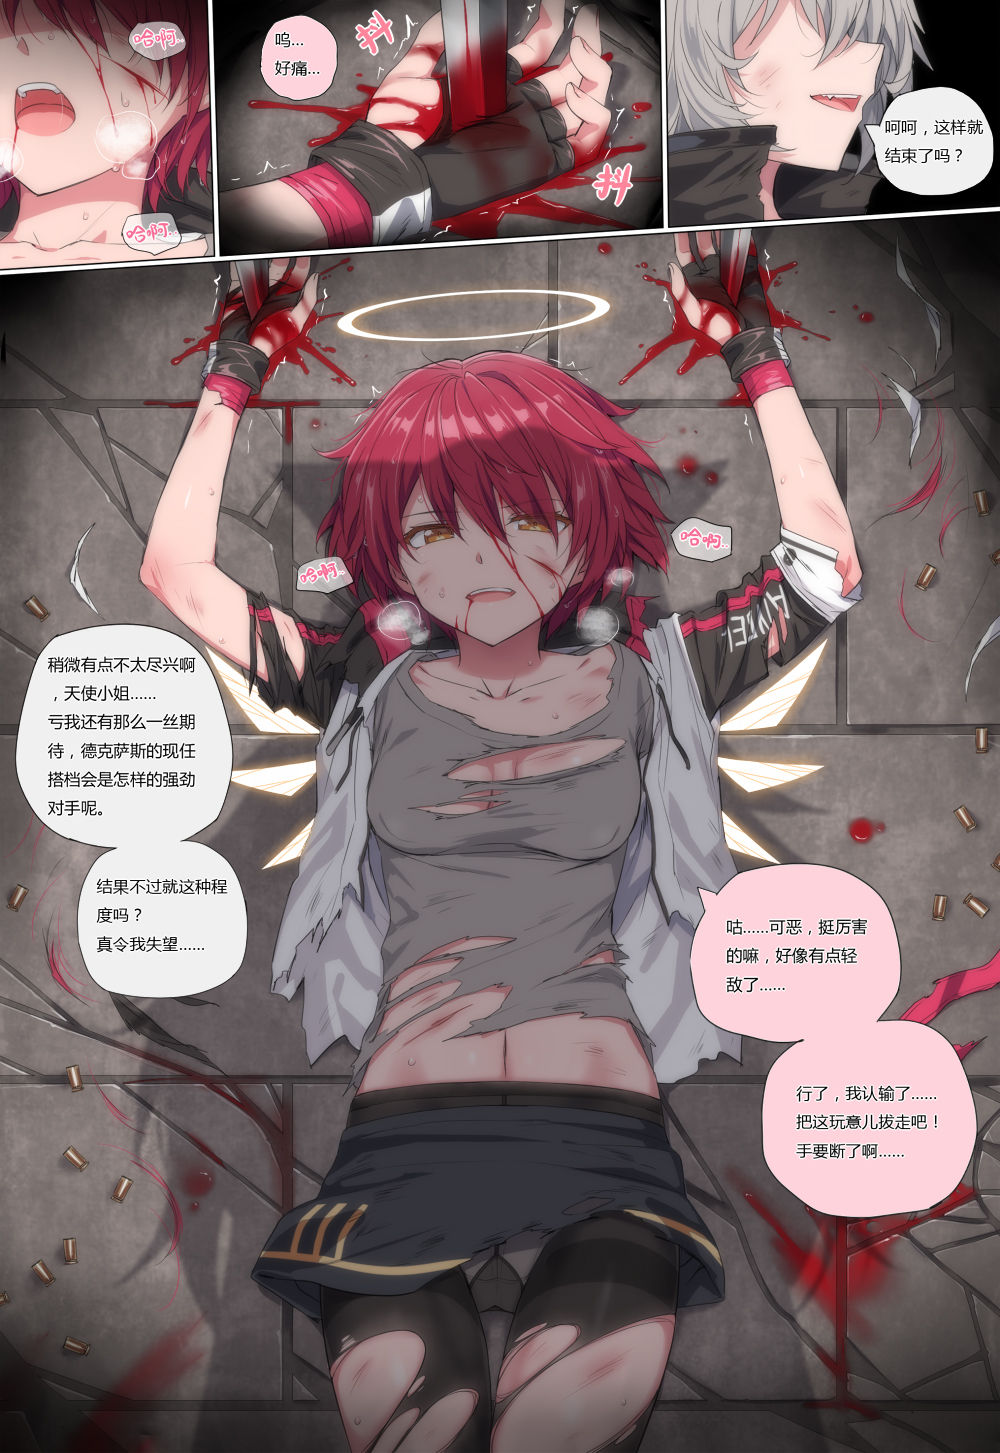 哈啊..
哈啊..
呜...
好痛...
抖
抖
呵呵，这样就
结束了吗？
哈啊..
哈啊..
稍微有点不太尽兴啊
，天使小姐......
亏我还有那么一丝期
待，德克萨斯的现任
搭档会是怎样的强劲
对手呢。
结果不过就这种程
度吗？
真令我失望......
咕......可恶，挺厉害
的嘛，好像有点轻
敌了......
行了，我认输了......
把这玩意儿拔走吧！
手要断了啊......